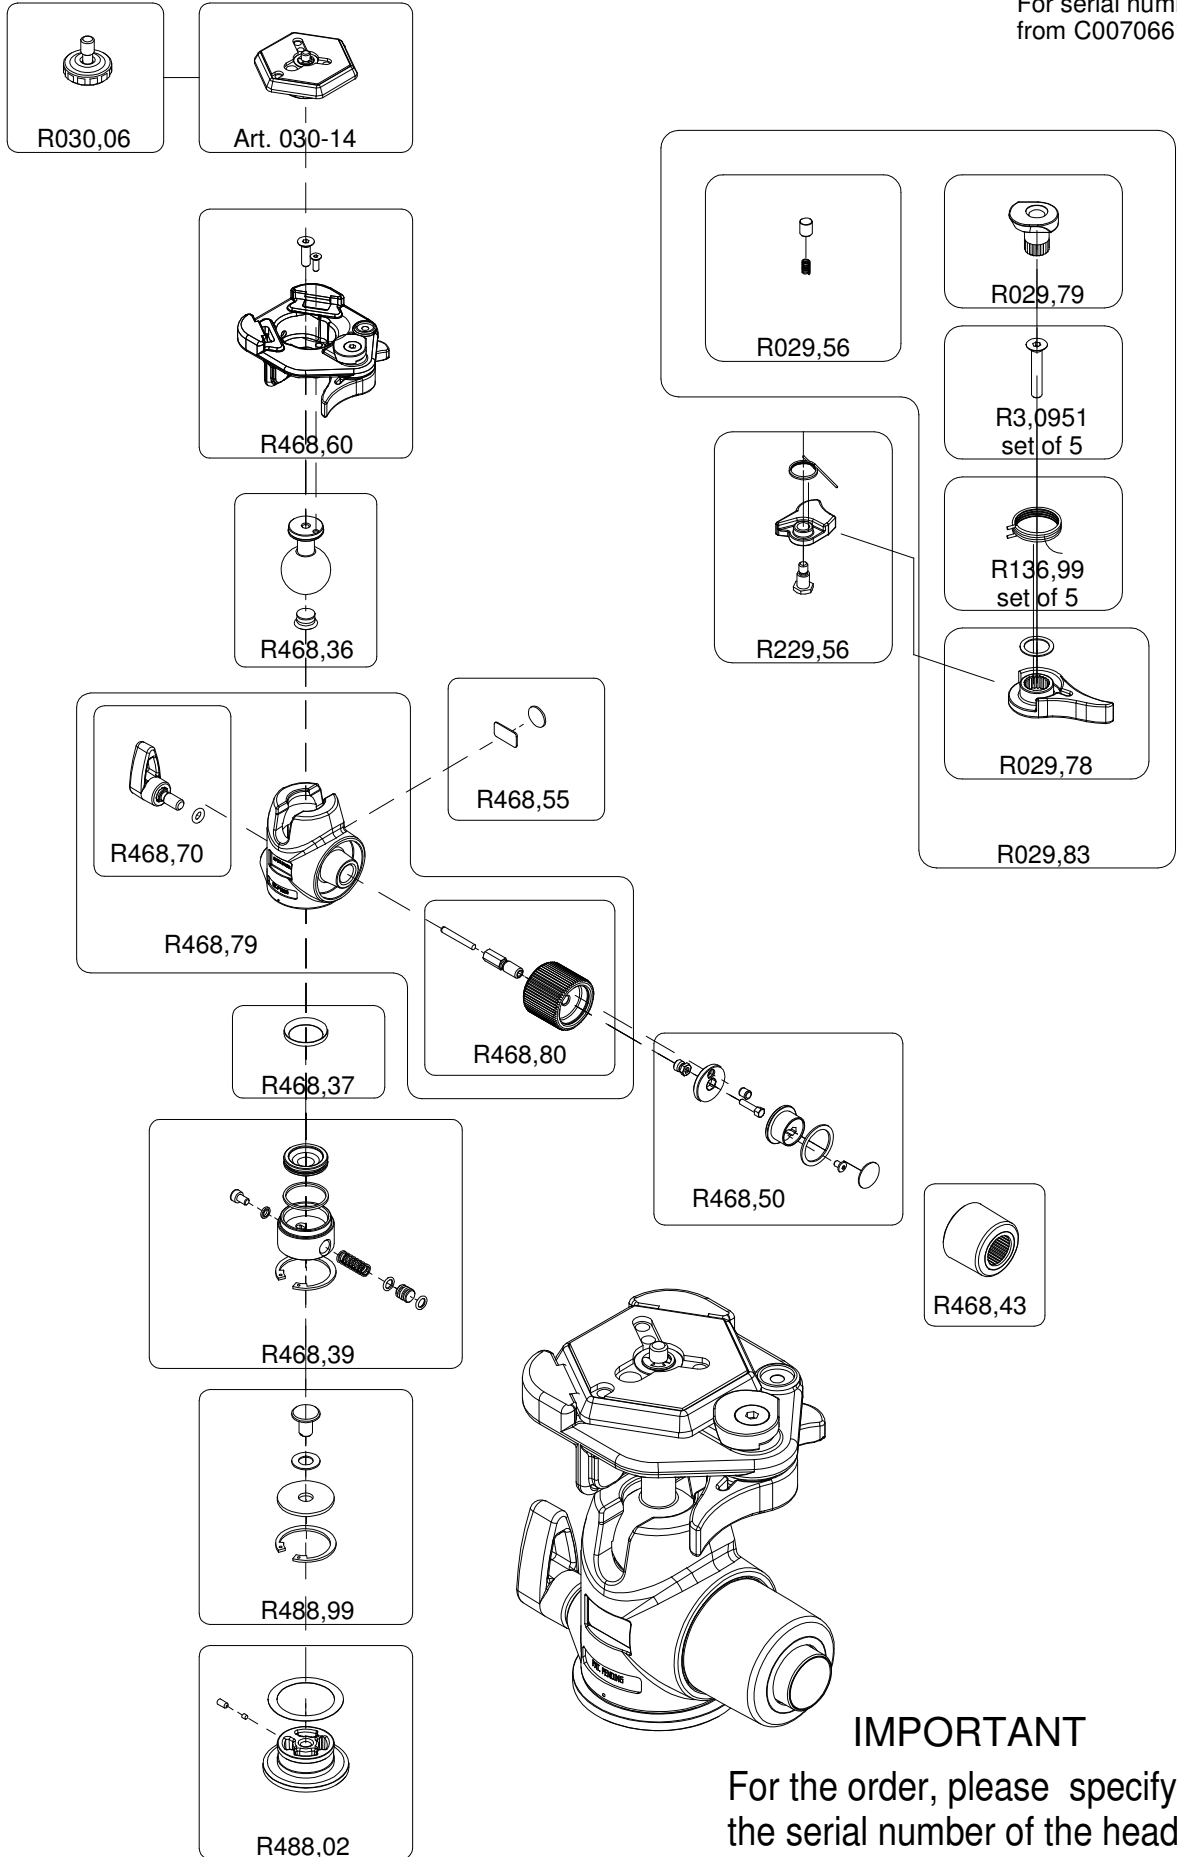 For serial num
from C007066
R030,06
Art. 030-14
R029,56
R029,79
R3,0951
set of 5
R468,60
R136,99
set of 5
R468,36
R229,56
R029,78
R468,55
R468,70
R029,83
R468,79
R468,80
R468,37
R468,50
R468,43
R468,39
R488,99
PAT. PENDING
IMPORTANT
For the order, please specify
the serial number of the head
R488,02